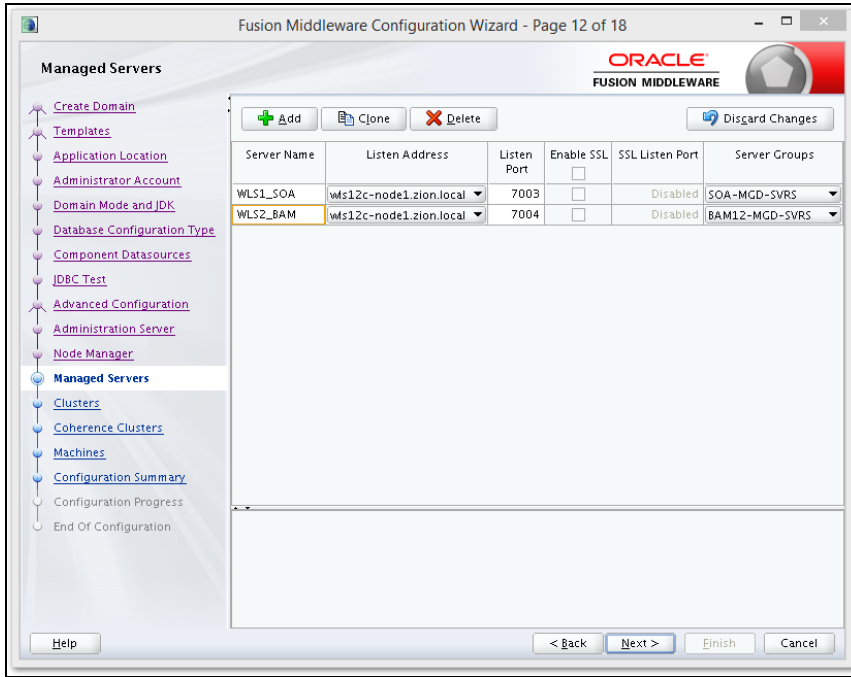 Fusion Middleware Configuration Wizard - Page 12 of 18
Managed Servers
ORACLE
FUSION MIDDLEWARE
Create Domain
Templates
Application Location
Administrator Account
Domain Mode and JDK
Database Configuration Type
Component Datasources
JDBC Test
Advanced Configuration
Administration Server
Node Manager
Managed Servers
Clusters
Coherence Clusters
Machines
Configuration Summary
Configuration Progress
End Of Configuration
Add Clone Delete Discard Changes
Server Name Listen Address Listen Port Enable SSL SSL Listen Port Server Groups
WLS1_SOA wls12c-node1.zion.local 7003 Disabled SOA-MGD-SVRS
WLS2_BAM wls12c-node1.zion.local 7004 Disabled BAM12-MGD-SVRS
Help < Back Next > Finish Cancel